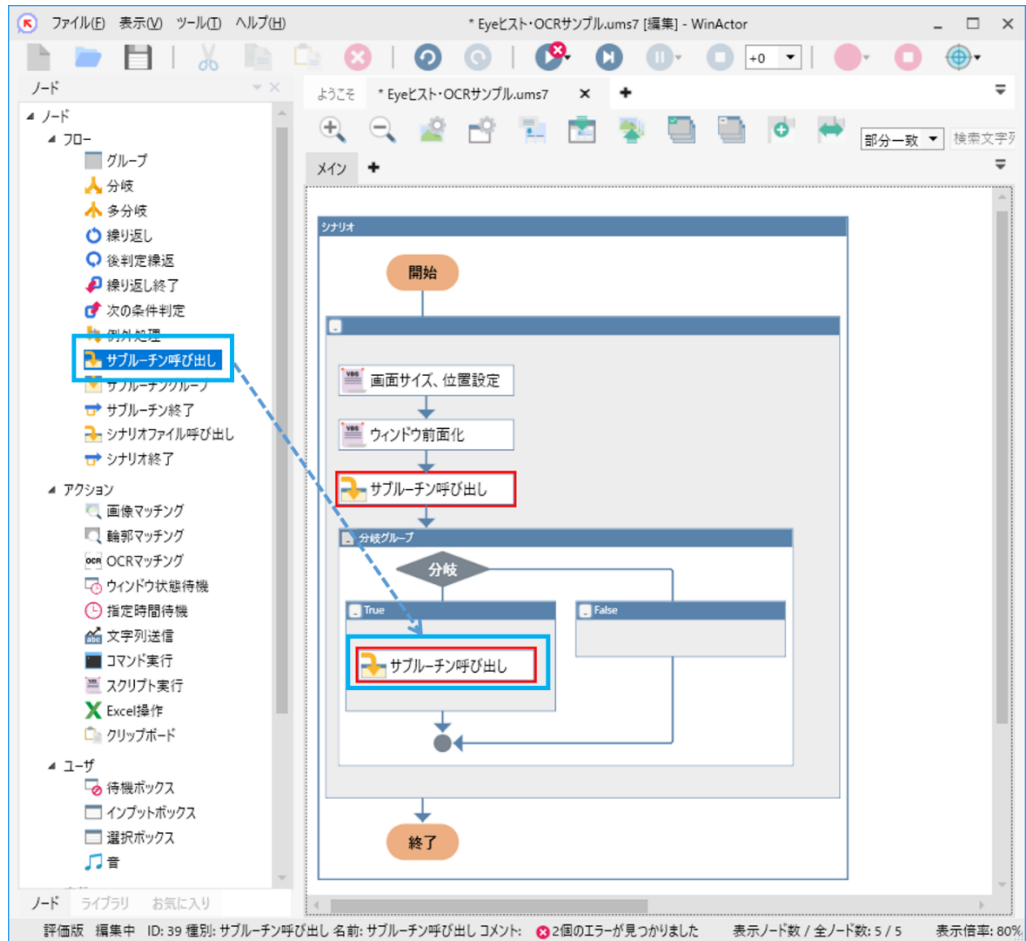 ファイル(F) 表示(V) ツール(T) ヘルプ(H)
* Eyeヒスト・OCRサンプル.ums7 [編集] - WinActor
+0
ノード
ノード
フロー
グループ
分岐
多分岐
繰り返し
後判定繰返
繰り返し終了
次の条件判定
例外処理
サブルーチン呼び出し
サブルーチングループ
サブルーチン終了
シナリオファイル呼び出し
シナリオ終了
アクション
画像マッチング
輪郭マッチング
OCR OCRマッチング
ウィンドウ状態待機
指定時間待機
abc 文字列送信
コマンド実行
スクリプト実行
Excel操作
クリップボード
ユーザ
待機ボックス
インプットボックス
選択ボックス
音
ノード ライブラリ お気に入り
ようこそ * Eyeヒスト・OCRサンプル.ums7
部分一致 検索文字列
メイン
シナリオ
開始
VBS 画面サイズ、位置設定
VBS ウィンドウ前面化
サブルーチン呼び出し
分岐グループ
分岐
True
False
サブルーチン呼び出し
終了
評価版 編集中 ID: 39 種別: サブルーチン呼び出し 名前: サブルーチン呼び出し コメント: 2個のエラーが見つかりました 表示ノード数 / 全ノード数: 5 / 5 表示倍率: 80%